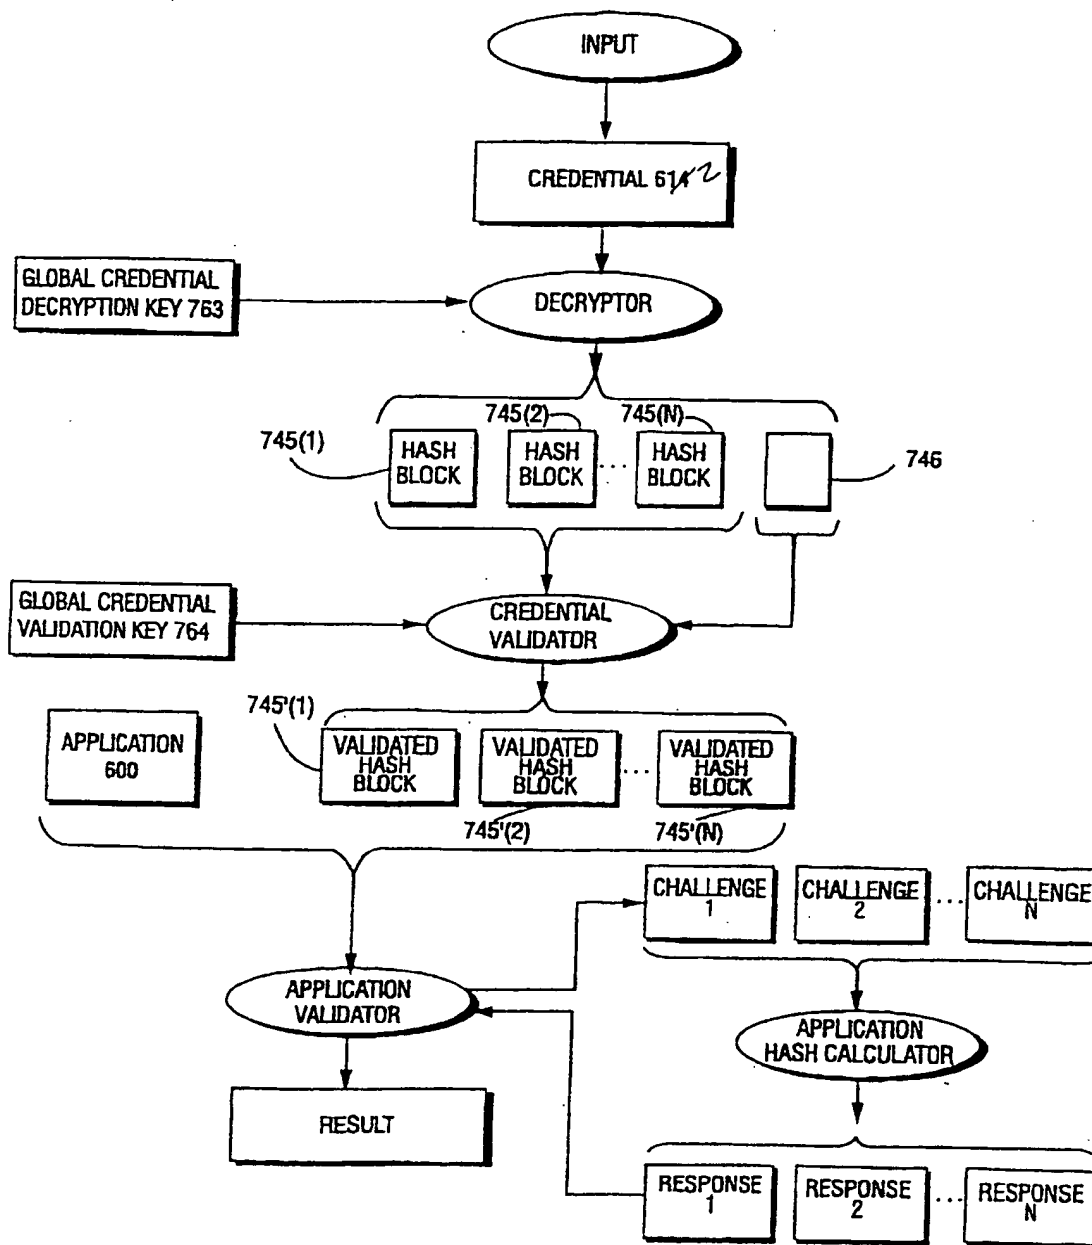 INPUT
CREDENTIAL 614 2
GLOBAL CREDENTIAL
DECRYPTION KEY 763
DECRYPTOR
745(1)
745(2)
745(N)
HASH
BLOCK
HASH
BLOCK
...
HASH
BLOCK
746
GLOBAL CREDENTIAL
VALIDATION KEY 764
CREDENTIAL
VALIDATOR
745'(1)
APPLICATION
600
VALIDATED
HASH
BLOCK
VALIDATED
HASH
BLOCK
...
VALIDATED
HASH
BLOCK
745'(2)
745'(N)
CHALLENGE
1
CHALLENGE
2
...
CHALLENGE
N
APPLICATION
VALIDATOR
APPLICATION
HASH CALCULATOR
RESULT
RESPONSE
1
RESPONSE
2
...
RESPONSE
N